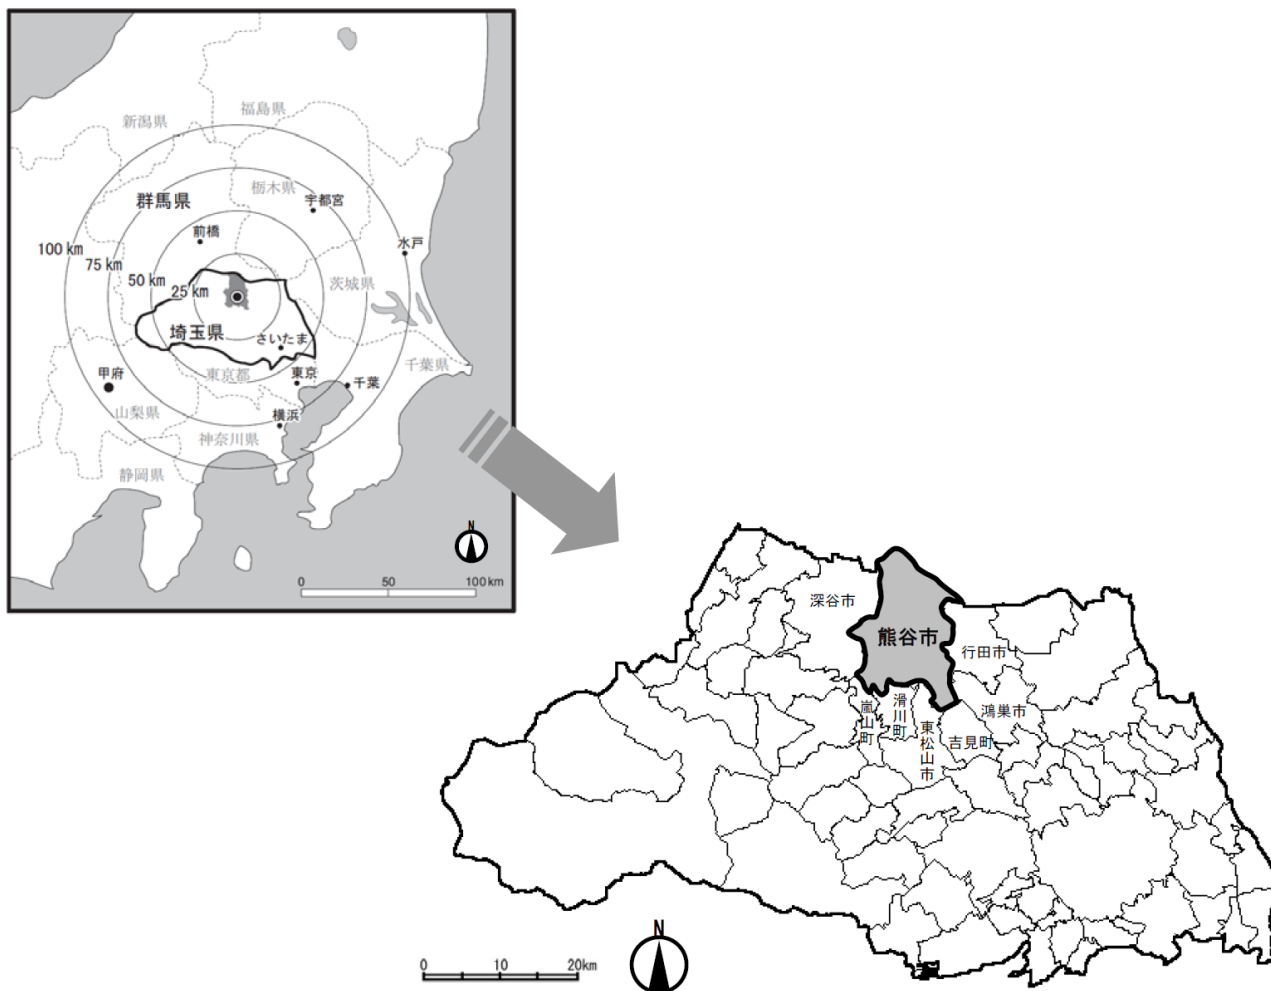 福島県
新潟県
栃木県
群馬県
宇都宮
前橋
水戸
100 km
75 km
50 km
25 km
茨城県
埼玉県
さいたま
千葉県
甲府
東京都
東京
千葉
山梨県
横浜
神奈川県
静岡県
N
0 50 100 km
深谷市
熊谷市
行田市
嵐山町
滑川町
鴻巣市
東松山市
吉見町
N
0 10 20km